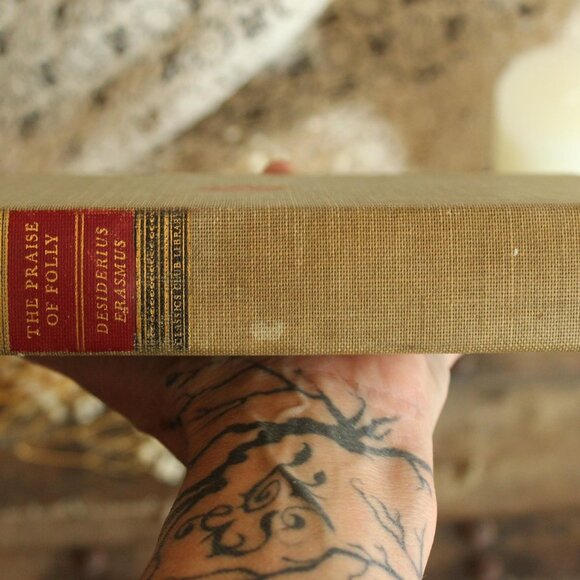 THE PRAISE
OF FOLLY
DESIDERIUS
ERASMUS
CLASSICS CLUB LIBRARY